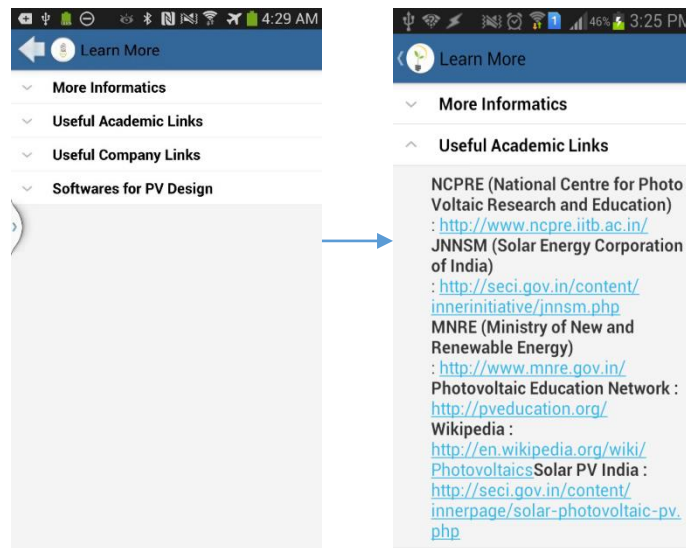 4:29 AM
Learn More
More Informatics
Useful Academic Links
Useful Company Links
Softwares for PV Design
1 46% 3:25 PM
Learn More
More Informatics
Useful Academic Links
NCPRE (National Centre for Photo
Voltaic Research and Education)
: http://www.ncpre.iitb.ac.in/
JNNSM (Solar Energy Corporation
of India)
: http://seci.gov.in/content/
innerinitiative/jnnsm.php
MNRE (Ministry of New and
Renewable Energy)
: http://www.mnre.gov.in/
Photovoltaic Education Network :
http://pveducation.org/
Wikipedia :
http://en.wikipedia.org/wiki/
PhotovoltaicsSolar PV India :
http://seci.gov.in/content/
innerpage/solar-photovoltaic-pv.
php